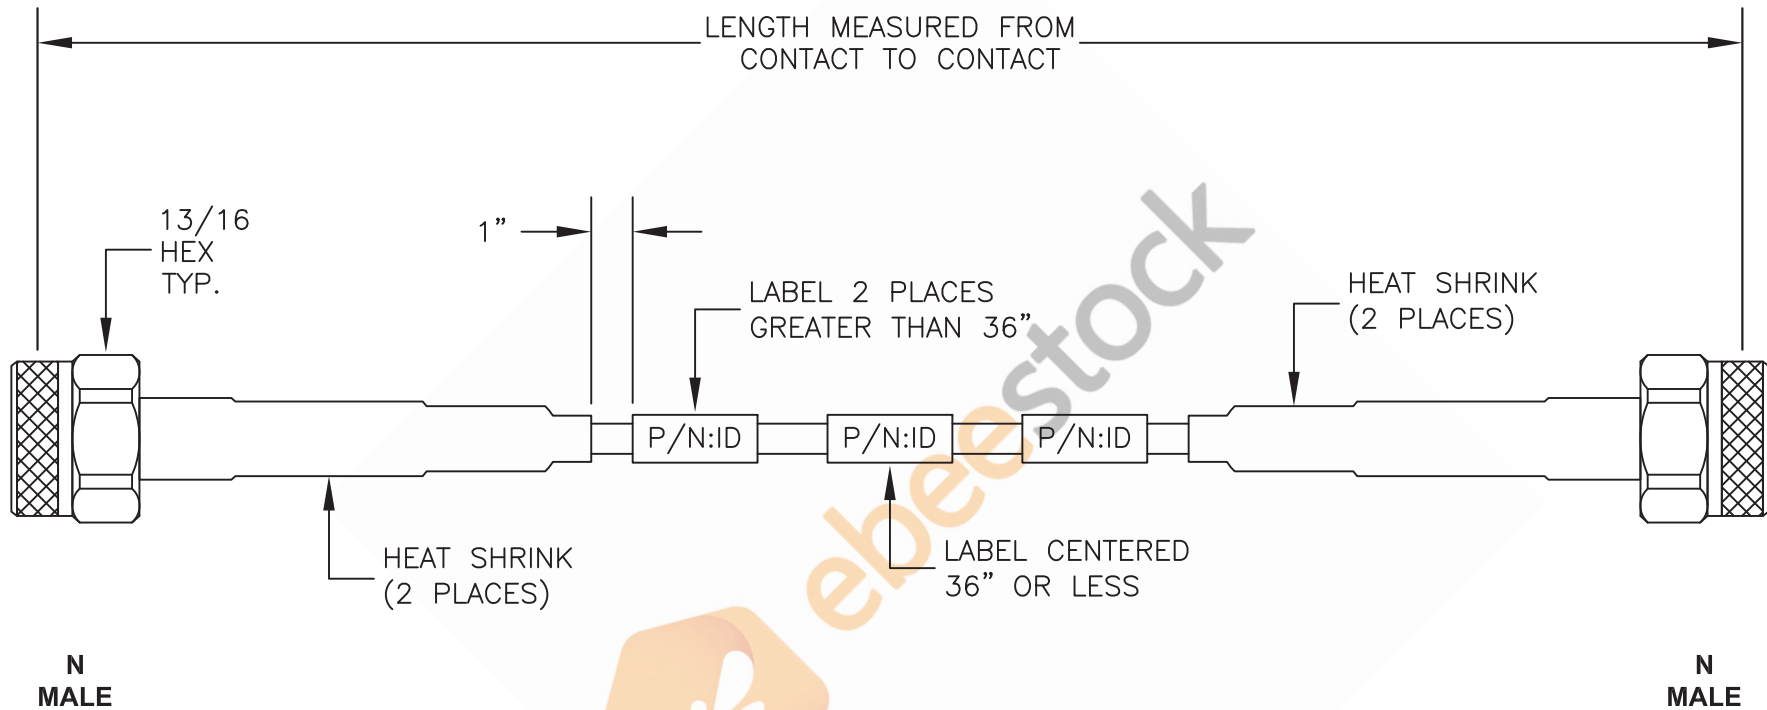 LENGTH MEASURED FROM
CONTACT TO CONTACT
13/16
HEX
TYP.
1”
LABEL 2 PLACES
GREATER THAN 36”
HEAT SHRINK
(2 PLACES)
P/N:ID
P/N:ID
P/N:ID
HEAT SHRINK
(2 PLACES)
LABEL CENTERED
36” OR LESS
N
MALE
N
MALE
ebeestock